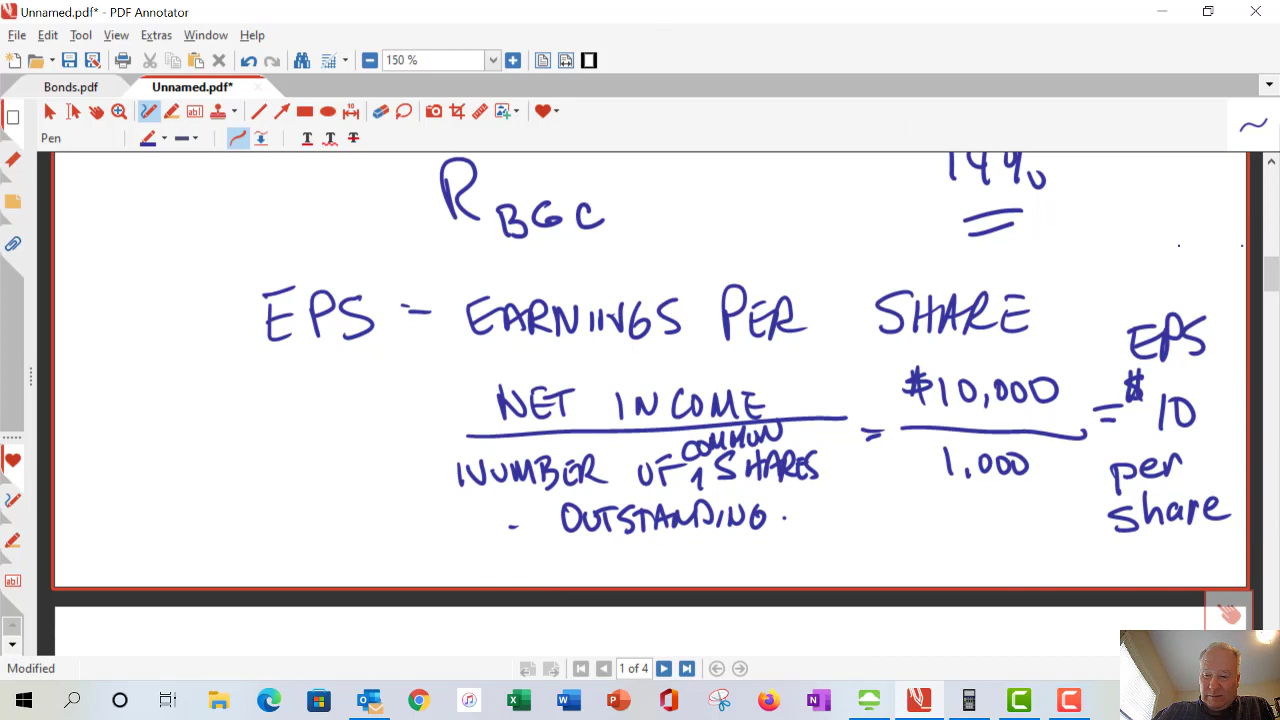 Unnamed.pdf* - PDF Annotator
File Edit Tool View Extras Window Help
150 %
Bonds.pdf Unnamed.pdf*
Pen
R BGC
14%
EPS - EARNINGS PER SHARE
NET INCOME
NUMBER OF COMMON SHARES
OUTSTANDING
= $10,000
1,000
= EPS
$10
per
share
Modified
1 of 4